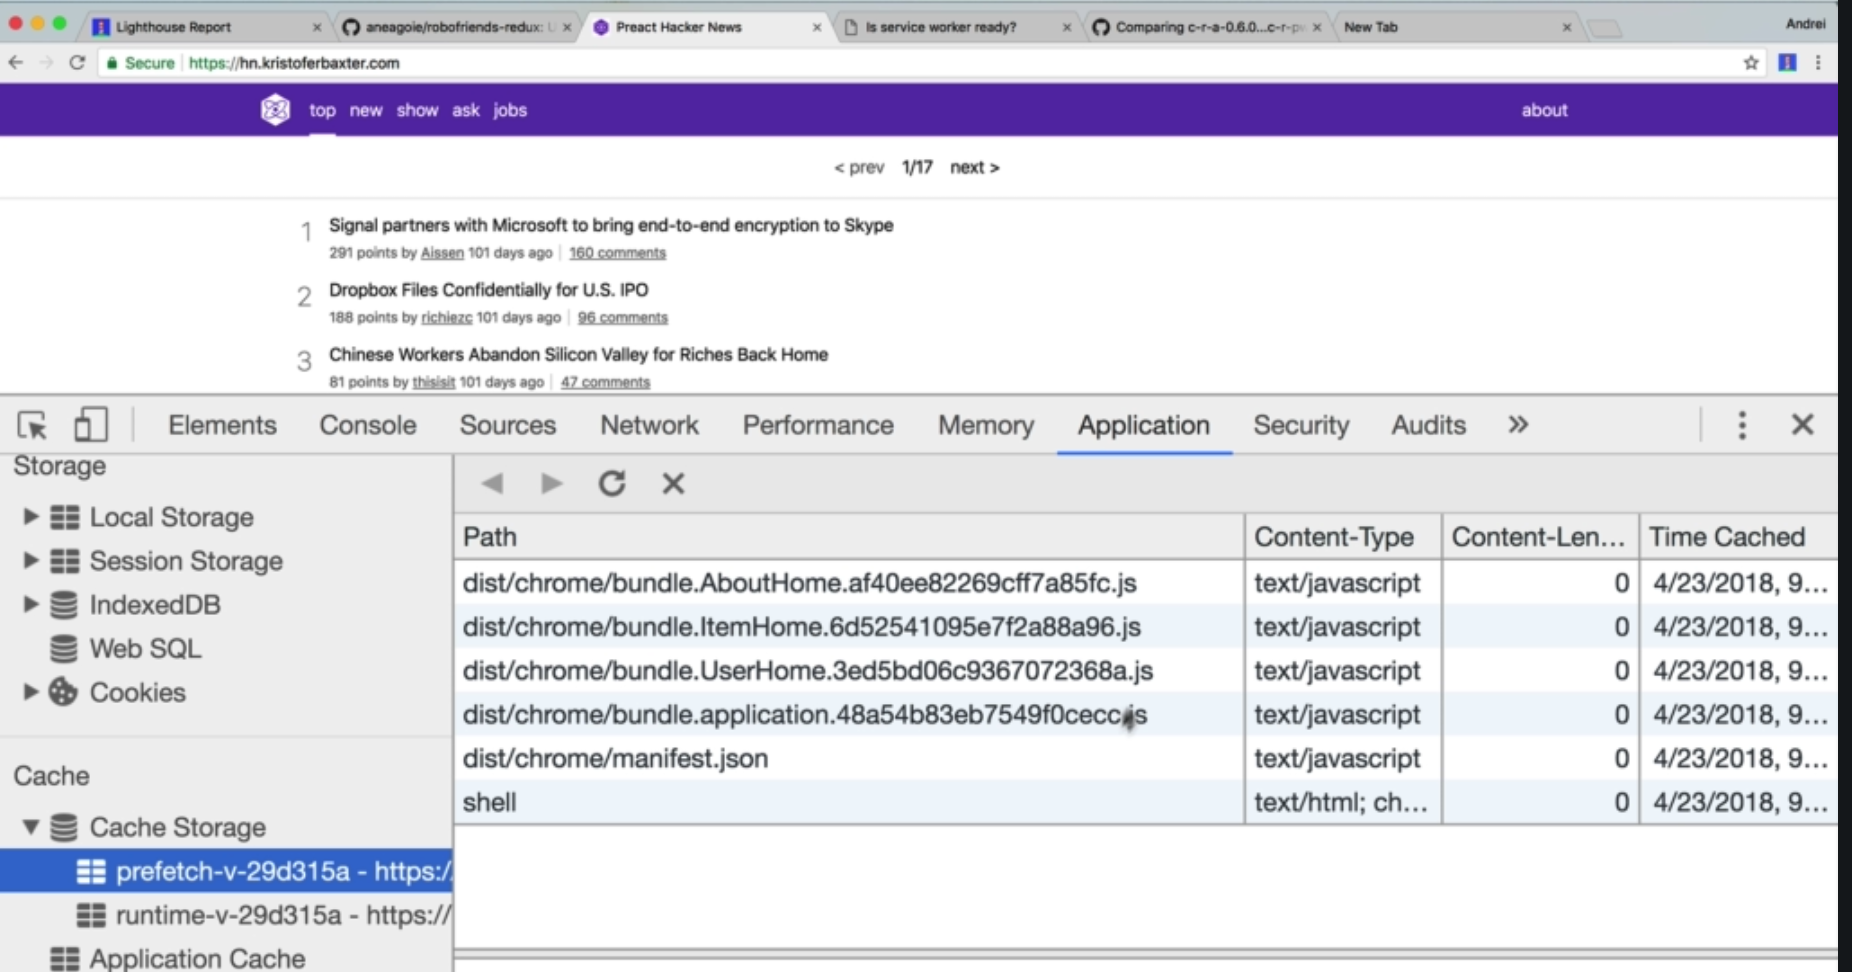 Lighthouse Report
aneagoie/robofriends-redux: U
Preact Hacker News
Is service worker ready?
Comparing c-r-a-0.6.0...c-r-pw
New Tab
Andrei
Secure https://hn.kristoferbaxter.com
top new show ask jobs about
< prev 1/17 next >
1 Signal partners with Microsoft to bring end-to-end encryption to Skype
291 points by Aissen 101 days ago | 160 comments
2 Dropbox Files Confidentially for U.S. IPO
188 points by richiezc 101 days ago | 96 comments
3 Chinese Workers Abandon Silicon Valley for Riches Back Home
81 points by thisisit 101 days ago | 47 comments
Elements Console Sources Network Performance Memory Application Security Audits »
Storage
Local Storage
Session Storage
IndexedDB
Web SQL
Cookies
Cache
Cache Storage
prefetch-v-29d315a - https:/
runtime-v-29d315a - https://
Application Cache
Path Content-Type Content-Len... Time Cached
dist/chrome/bundle.AboutHome.af40ee82269cff7a85fc.js text/javascript 0 4/23/2018, 9...
dist/chrome/bundle.ItemHome.6d52541095e7f2a88a96.js text/javascript 0 4/23/2018, 9...
dist/chrome/bundle.UserHome.3ed5bd06c9367072368a.js text/javascript 0 4/23/2018, 9...
dist/chrome/bundle.application.48a54b83eb7549f0cecc.js text/javascript 0 4/23/2018, 9...
dist/chrome/manifest.json text/javascript 0 4/23/2018, 9...
shell text/html; ch... 0 4/23/2018, 9...